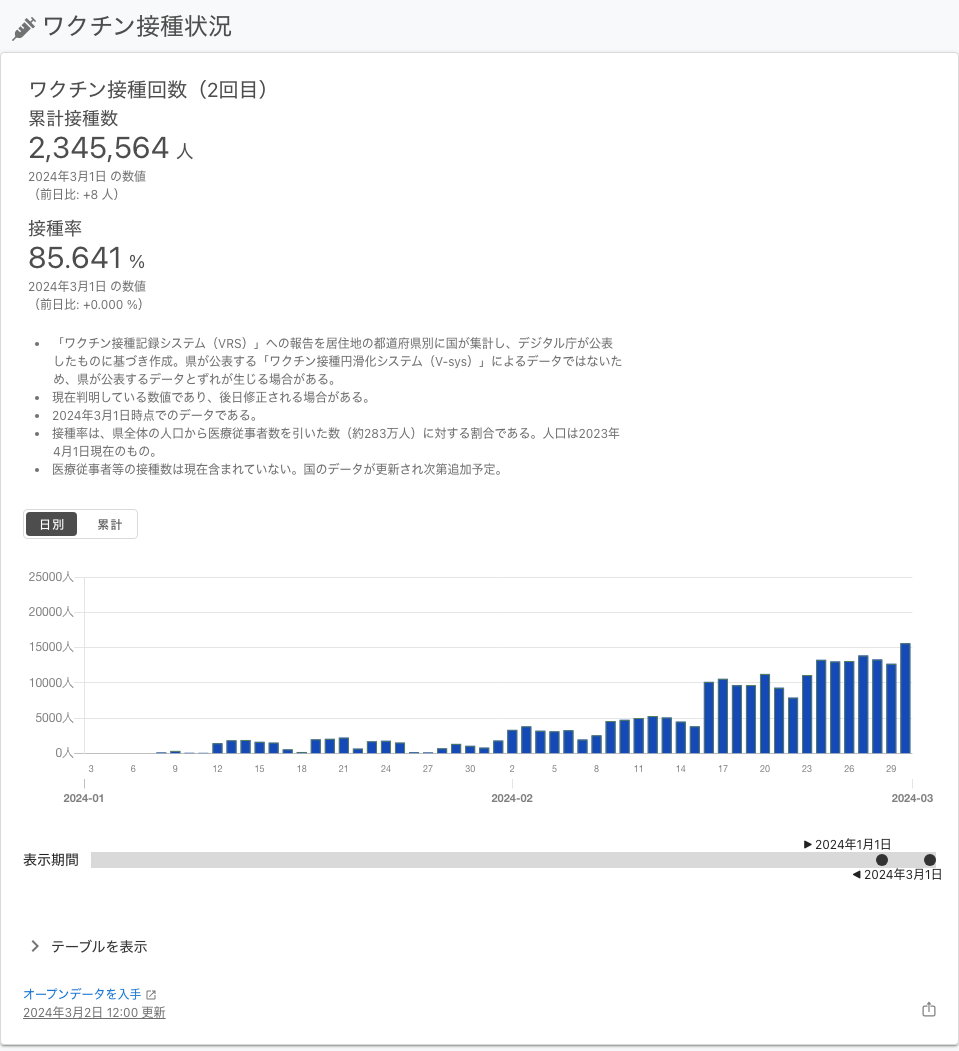 ワクチン接種状況
ワクチン接種回数（2回目）
累計接種数
2,345,564 人
2024年3月1日 の数値
（前日比: +8 人）
接種率
85.641 %
2024年3月1日 の数値
（前日比: +0.000 %）
「ワクチン接種記録システム（VRS）」への報告を居住地の都道府県別に国が集計し、デジタル庁が公表
したものに基づき作成。県が公表する「ワクチン接種円滑化システム（V-sys）」によるデータではないた
め、県が公表するデータとずれが生じる場合がある。
現在判明している数値であり、後日修正される場合がある。
2024年3月1日時点でのデータである。
接種率は、県全体の人口から医療従事者数を引いた数（約283万人）に対する割合である。人口は2023年
4月1日現在のもの。
医療従事者等の接種数は現在含まれていない。国のデータが更新され次第追加予定。
日別 累計
25000人
20000人
15000人
10000人
5000人
0人
3 6 9 12 15 18 21 24 27 30 2 5 8 11 14 17 20 23 26 29
2024-01 2024-02 2024-03
▶ 2024年1月1日
表示期間
◀ 2024年3月1日
テーブルを表示
オープンデータを入手
2024年3月2日 12:00 更新